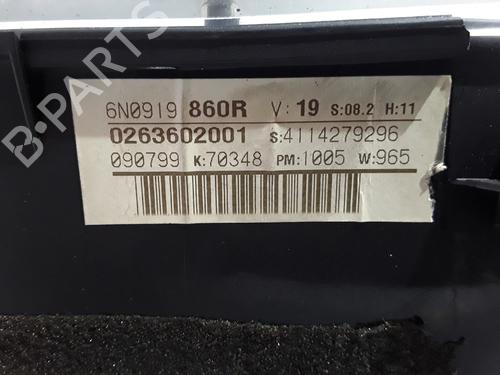 B-PARTS
6N0919 860R V: 19 S:08.2 H:11
0263602001 S:4114279296
090799 K:70348 PM:1005 W:965